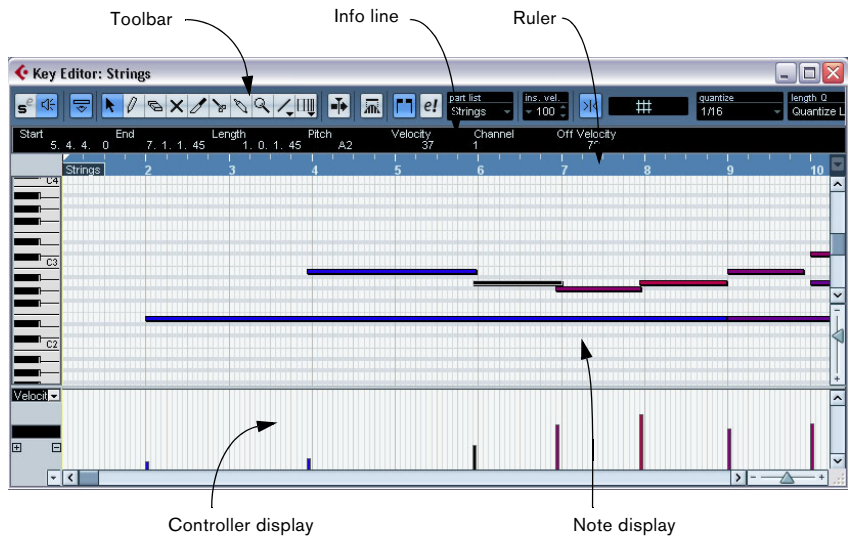 Toolbar
Info line
Ruler
Key Editor: Strings
part list
ins. vel.
quantize
length Q
e!
Strings
100
1/16
Quantize L
Start End Length Pitch Velocity Channel Off Velocity
5. 4. 4. 0 7. 1. 1. 45 1. 0. 1. 45 A2 37 1
Strings 2 3 4 5 6 7 8 9 10
C4
C3
C2
Velocit
Controller display
Note display